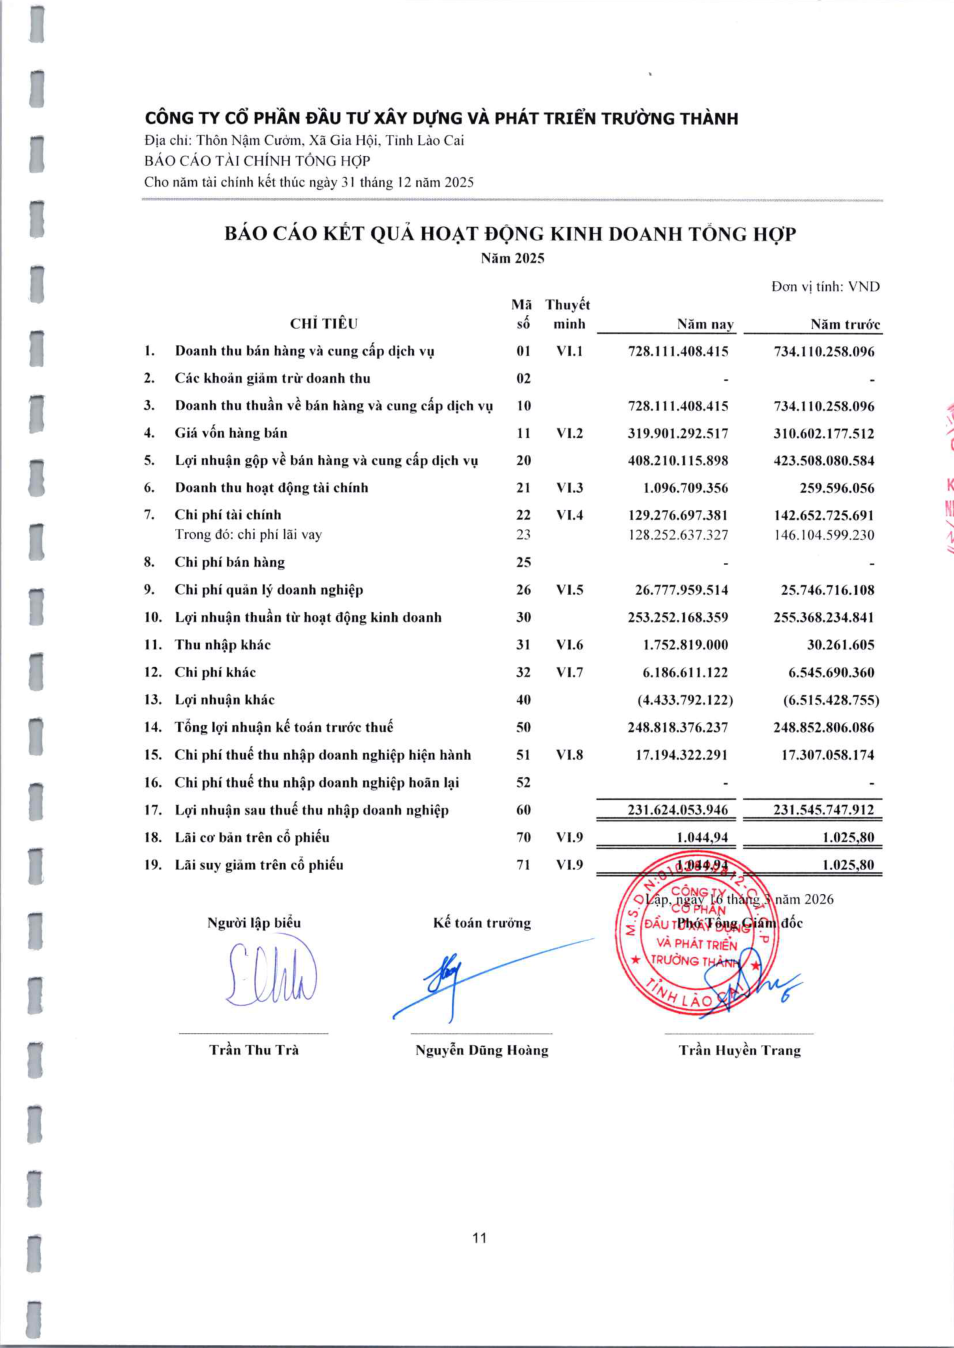 CÔNG TY CỔ PHẦN ĐẦU TƯ XÂY DỰNG VÀ PHÁT TRIỂN TRƯỜNG THÀNH
Địa chỉ: Thôn Nậm Cưởm, Xã Gia Hội, Tỉnh Lào Cai
BÁO CÁO TÀI CHÍNH TỔNG HỢP
Cho năm tài chính kết thúc ngày 31 tháng 12 năm 2025
BÁO CÁO KẾT QUẢ HOẠT ĐỘNG KINH DOANH TỔNG HỢP
Năm 2025
Đơn vị tính: VND
CHỈ TIÊU Mã số Thuyết minh Năm nay Năm trước
1. Doanh thu bán hàng và cung cấp dịch vụ 01 VI.1 728.111.408.415 734.110.258.096
2. Các khoản giảm trừ doanh thu 02 - -
3. Doanh thu thuần về bán hàng và cung cấp dịch vụ 10 728.111.408.415 734.110.258.096
4. Giá vốn hàng bán 11 VI.2 319.901.292.517 310.602.177.512
5. Lợi nhuận gộp về bán hàng và cung cấp dịch vụ 20 408.210.115.898 423.508.080.584
6. Doanh thu hoạt động tài chính 21 VI.3 1.096.709.356 259.596.056
7. Chi phí tài chính 22 VI.4 129.276.697.381 142.652.725.691
Trong đó: chi phí lãi vay 23 128.252.637.327 146.104.599.230
8. Chi phí bán hàng 25 - -
9. Chi phí quản lý doanh nghiệp 26 VI.5 26.777.959.514 25.746.716.108
10. Lợi nhuận thuần từ hoạt động kinh doanh 30 253.252.168.359 255.368.234.841
11. Thu nhập khác 31 VI.6 1.752.819.000 30.261.605
12. Chi phí khác 32 VI.7 6.186.611.122 6.545.690.360
13. Lợi nhuận khác 40 (4.433.792.122) (6.515.428.755)
14. Tổng lợi nhuận kế toán trước thuế 50 248.818.376.237 248.852.806.086
15. Chi phí thuế thu nhập doanh nghiệp hiện hành 51 VI.8 17.194.322.291 17.307.058.174
16. Chi phí thuế thu nhập doanh nghiệp hoãn lại 52 - -
17. Lợi nhuận sau thuế thu nhập doanh nghiệp 60 231.624.053.946 231.545.747.912
18. Lãi cơ bản trên cổ phiếu 70 VI.9 1.044,94 1.025,80
19. Lãi suy giảm trên cổ phiếu 71 VI.9 1.044,94 1.025,80
Lập, ngày 16 tháng 3 năm 2026
Người lập biểu Kế toán trưởng Phó Tổng Giám đốc
CÔNG TY
CỔ PHẦN
ĐẦU TƯ XÂY DỰNG
VÀ PHÁT TRIỂN
TRƯỜNG THÀNH
TỈNH LÀO CAI
Trần Thu Trà Nguyễn Dũng Hoàng Trần Huyền Trang
11